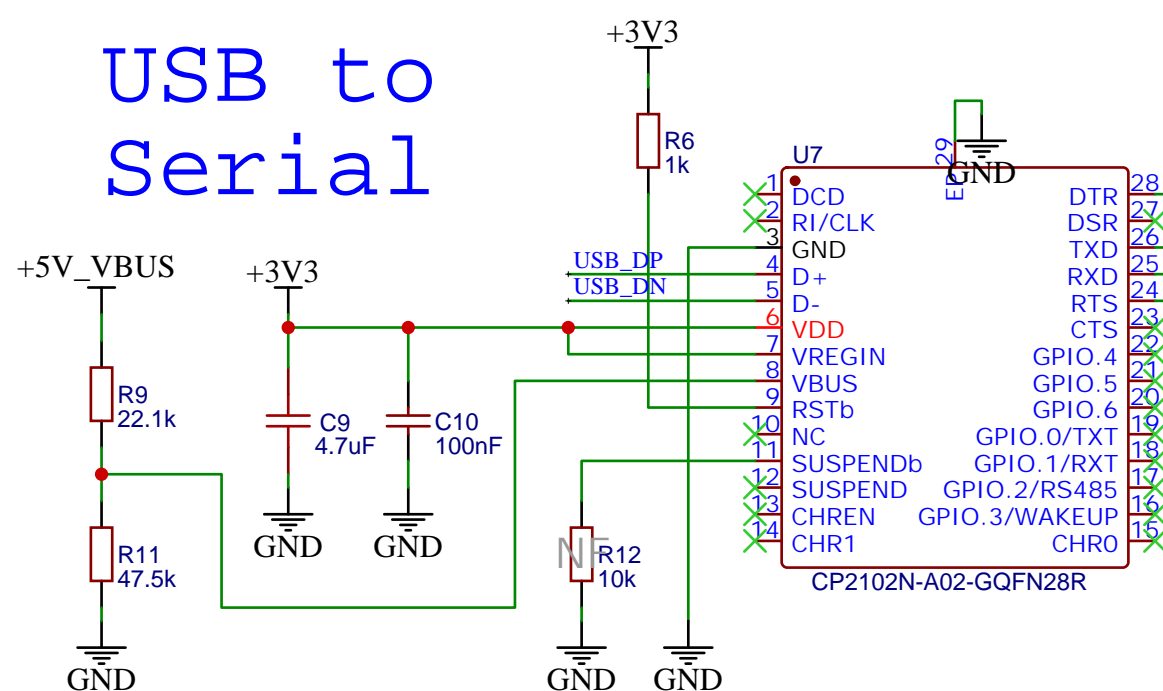 USB to
Serial
+3V3
R6
1k
U7
EP 29
GND
+5V_VBUS
+3V3
USB_DP
USB_DN
1 DCD
2 RI/CLK
3 GND
4 D+
5 D-
6 VDD
7 VREGIN
8 VBUS
9 RSTb
10 NC
11 SUSPENDb
12 SUSPEND
13 CHREN
14 CHR1
DTR 28
DSR 27
TXD 26
RXD 25
RTS 24
CTS 23
GPIO.4 22
GPIO.5 21
GPIO.6 20
GPIO.0/TXT 19
GPIO.1/RXT 18
GPIO.2/RS485 17
GPIO.3/WAKEUP 16
CHR0 15
CP2102N-A02-GQFN28R
R9
22.1k
C9
4.7uF
C10
100nF
GND
GND
R11
47.5k
NF
R12
10k
GND
GND
GND